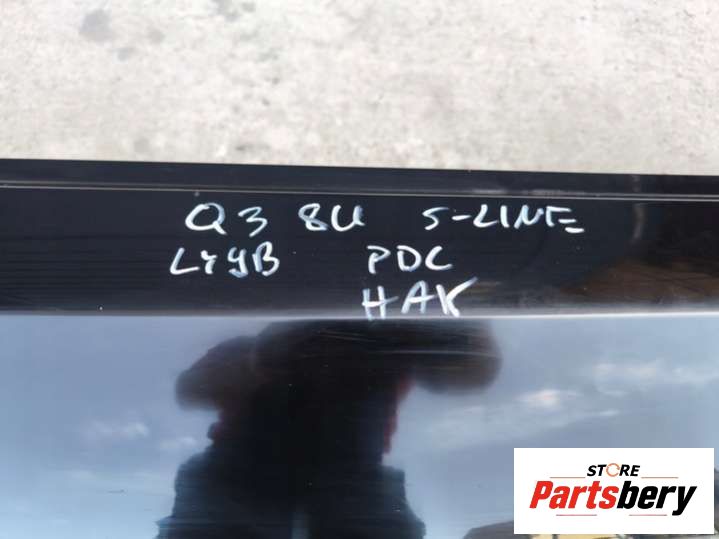 Q3 8U S-LINE
LY9B PDC
HAK
STORE
Partsbery